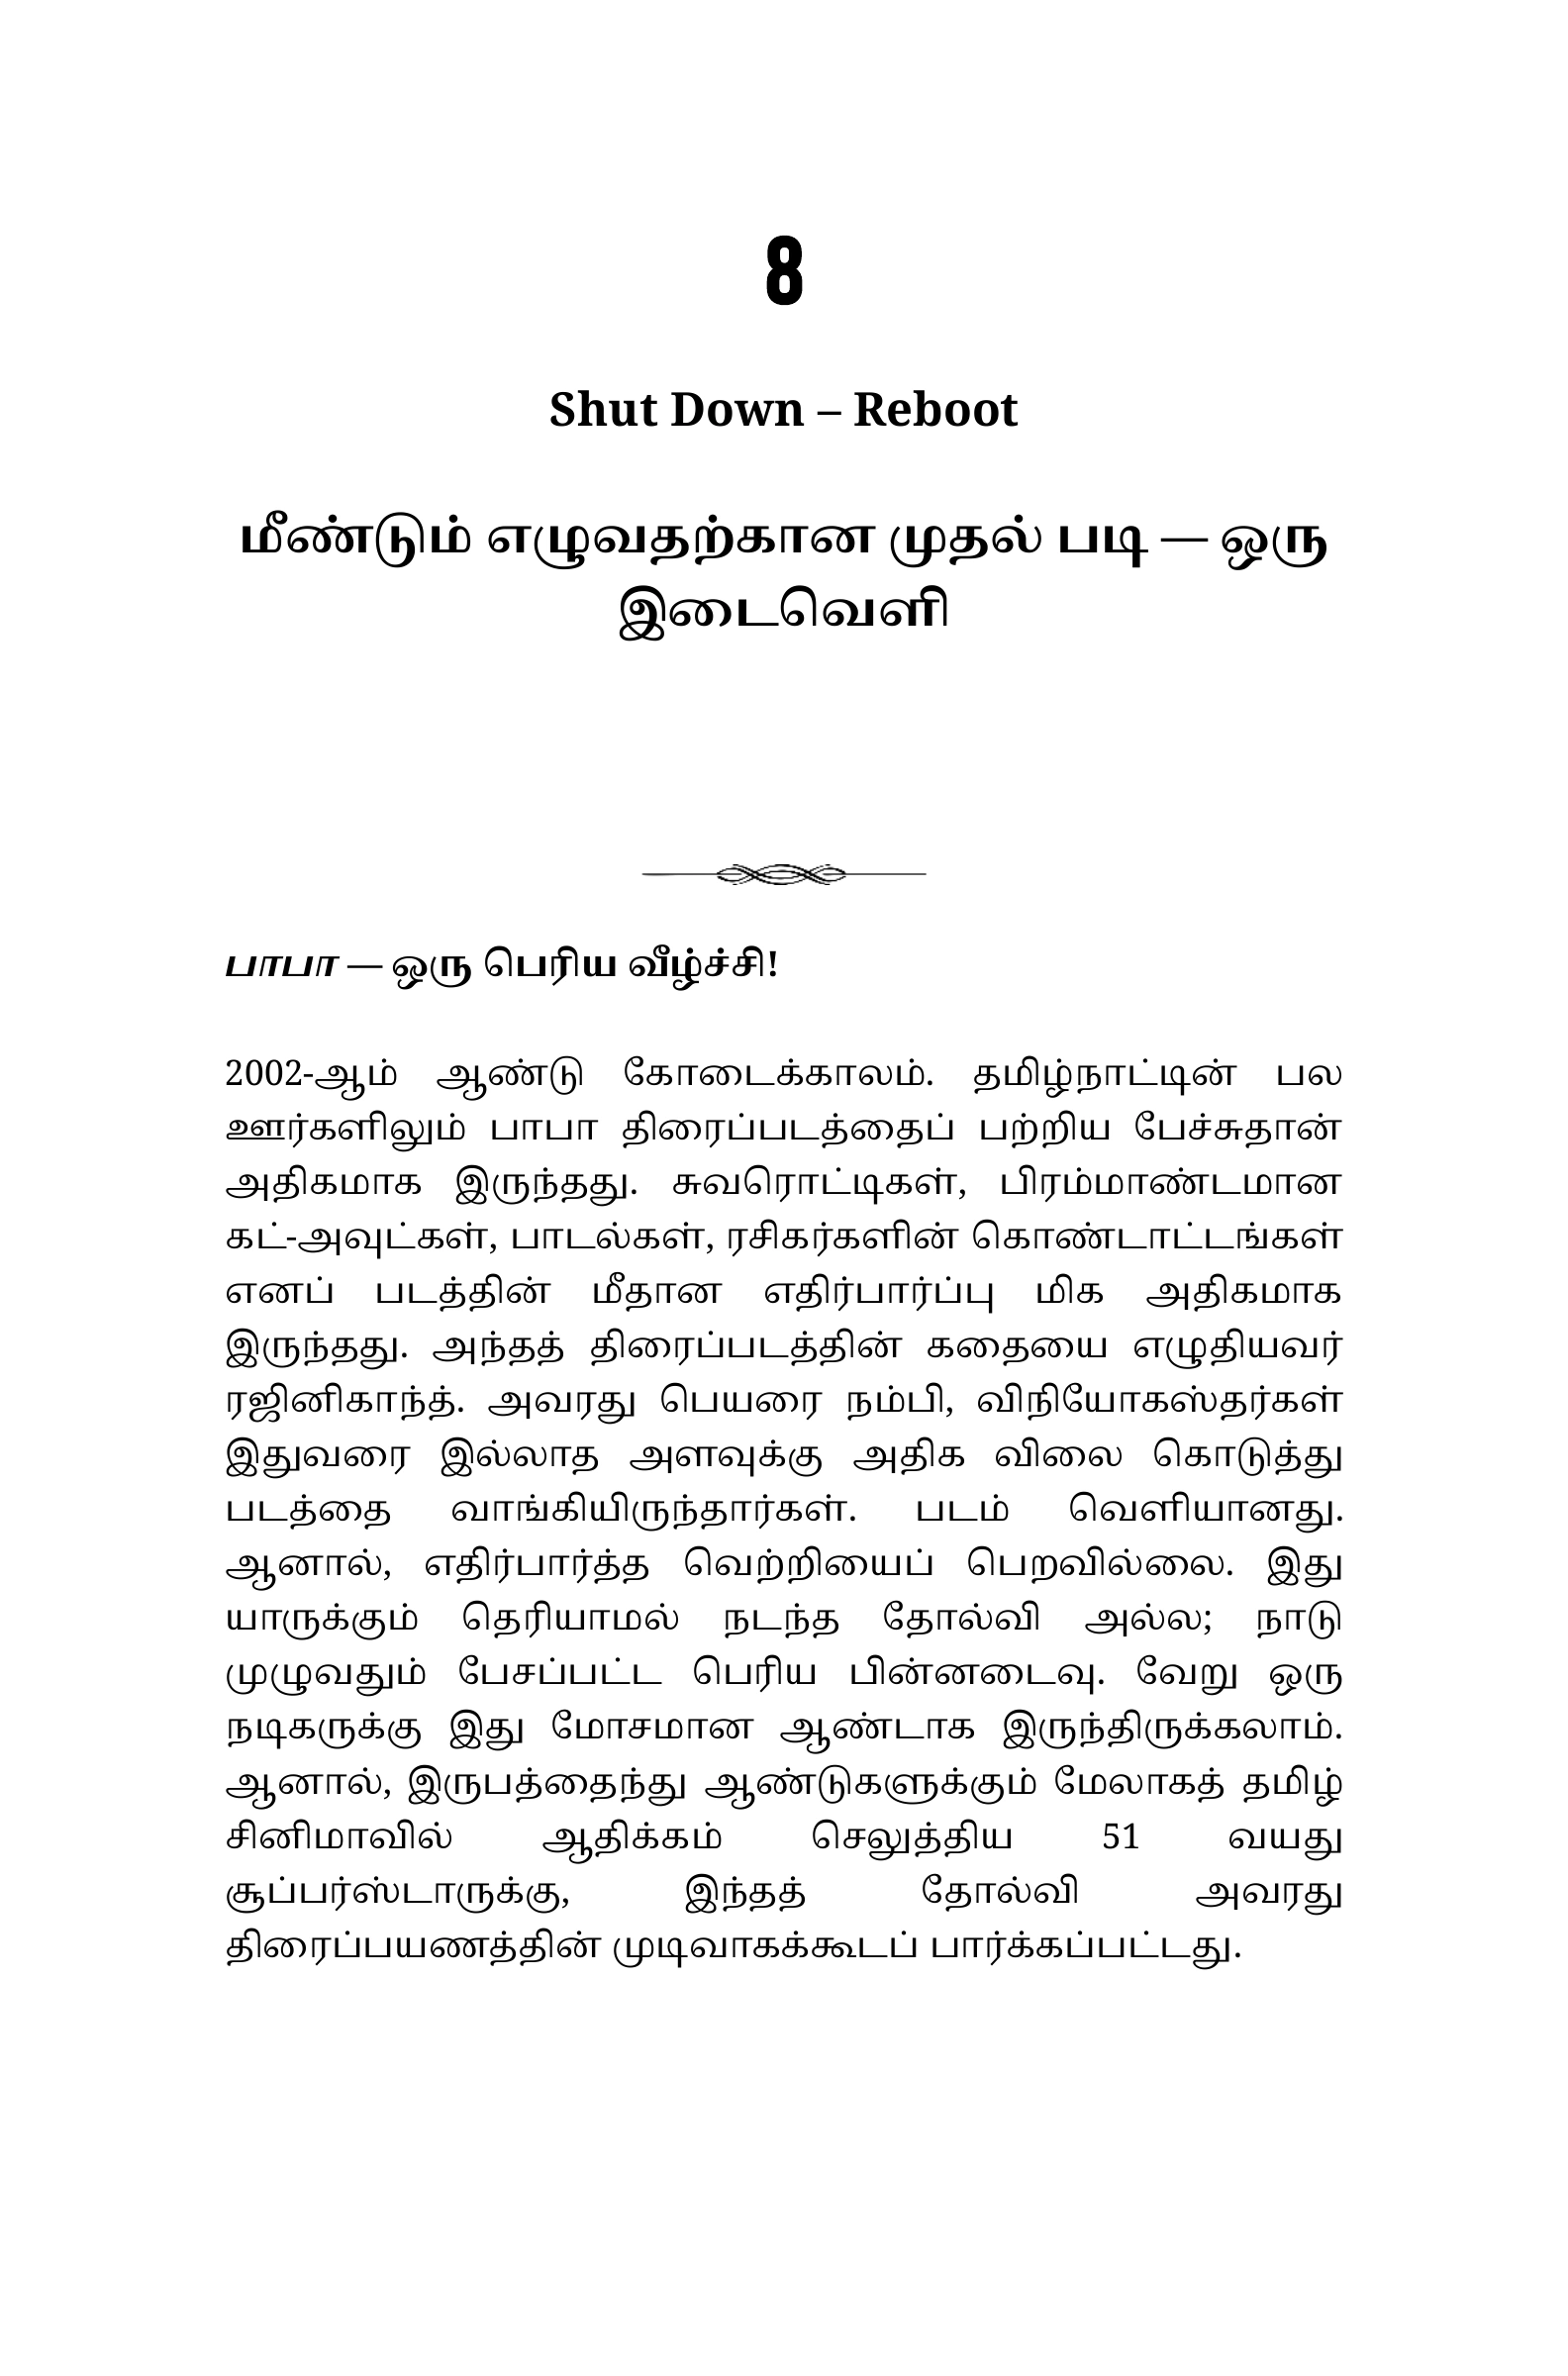 8
Shut Down – Reboot
மீண்டும் எழுவதற்கான முதல் படி — ஒரு
இடைவெளி
பாபா — ஒரு பெரிய வீழ்ச்சி!
2002-ஆம் ஆண்டு கோடைக்காலம். தமிழ்நாட்டின் பல
ஊர்களிலும் பாபா திரைப்படத்தைப் பற்றிய பேச்சுதான்
அதிகமாக இருந்தது. சுவரொட்டிகள், பிரம்மாண்டமான
கட்-அவுட்கள், பாடல்கள், ரசிகர்களின் கொண்டாட்டங்கள்
எனப் படத்தின் மீதான எதிர்பார்ப்பு மிக அதிகமாக
இருந்தது. அந்தத் திரைப்படத்தின் கதையை எழுதியவர்
ரஜினிகாந்த். அவரது பெயரை நம்பி, விநியோகஸ்தர்கள்
இதுவரை இல்லாத அளவுக்கு அதிக விலை கொடுத்து
படத்தை வாங்கியிருந்தார்கள். படம் வெளியானது.
ஆனால், எதிர்பார்த்த வெற்றியைப் பெறவில்லை. இது
யாருக்கும் தெரியாமல் நடந்த தோல்வி அல்ல; நாடு
முழுவதும் பேசப்பட்ட பெரிய பின்னடைவு. வேறு ஒரு
நடிகருக்கு இது மோசமான ஆண்டாக இருந்திருக்கலாம்.
ஆனால், இருபத்தைந்து ஆண்டுகளுக்கும் மேலாகத் தமிழ்
சினிமாவில் ஆதிக்கம் செலுத்திய 51 வயது
சூப்பர்ஸ்டாருக்கு, இந்தத் தோல்வி அவரது
திரைப்பயணத்தின் முடிவாகக்கூடப் பார்க்கப்பட்டது.